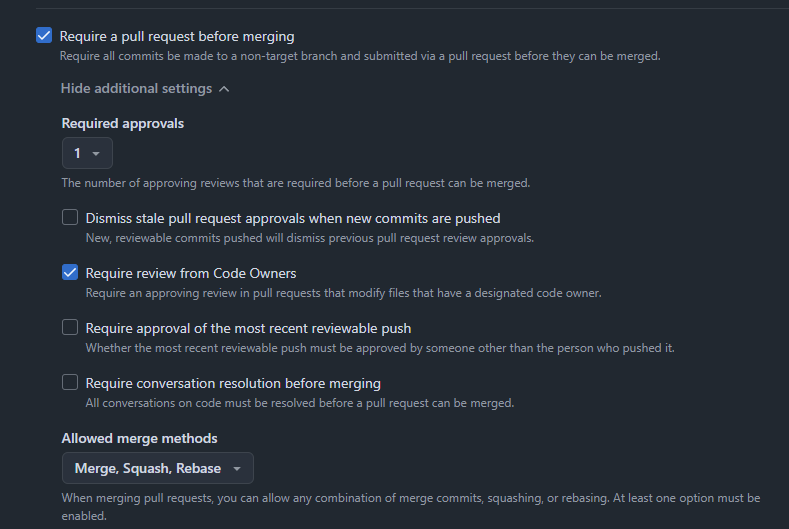 Require a pull request before merging
Require all commits be made to a non-target branch and submitted via a pull request before they can be merged.
Hide additional settings
Required approvals
1
The number of approving reviews that are required before a pull request can be merged.
Dismiss stale pull request approvals when new commits are pushed
New, reviewable commits pushed will dismiss previous pull request review approvals.
Require review from Code Owners
Require an approving review in pull requests that modify files that have a designated code owner.
Require approval of the most recent reviewable push
Whether the most recent reviewable push must be approved by someone other than the person who pushed it.
Require conversation resolution before merging
All conversations on code must be resolved before a pull request can be merged.
Allowed merge methods
Merge, Squash, Rebase
When merging pull requests, you can allow any combination of merge commits, squashing, or rebasing. At least one option must be
enabled.